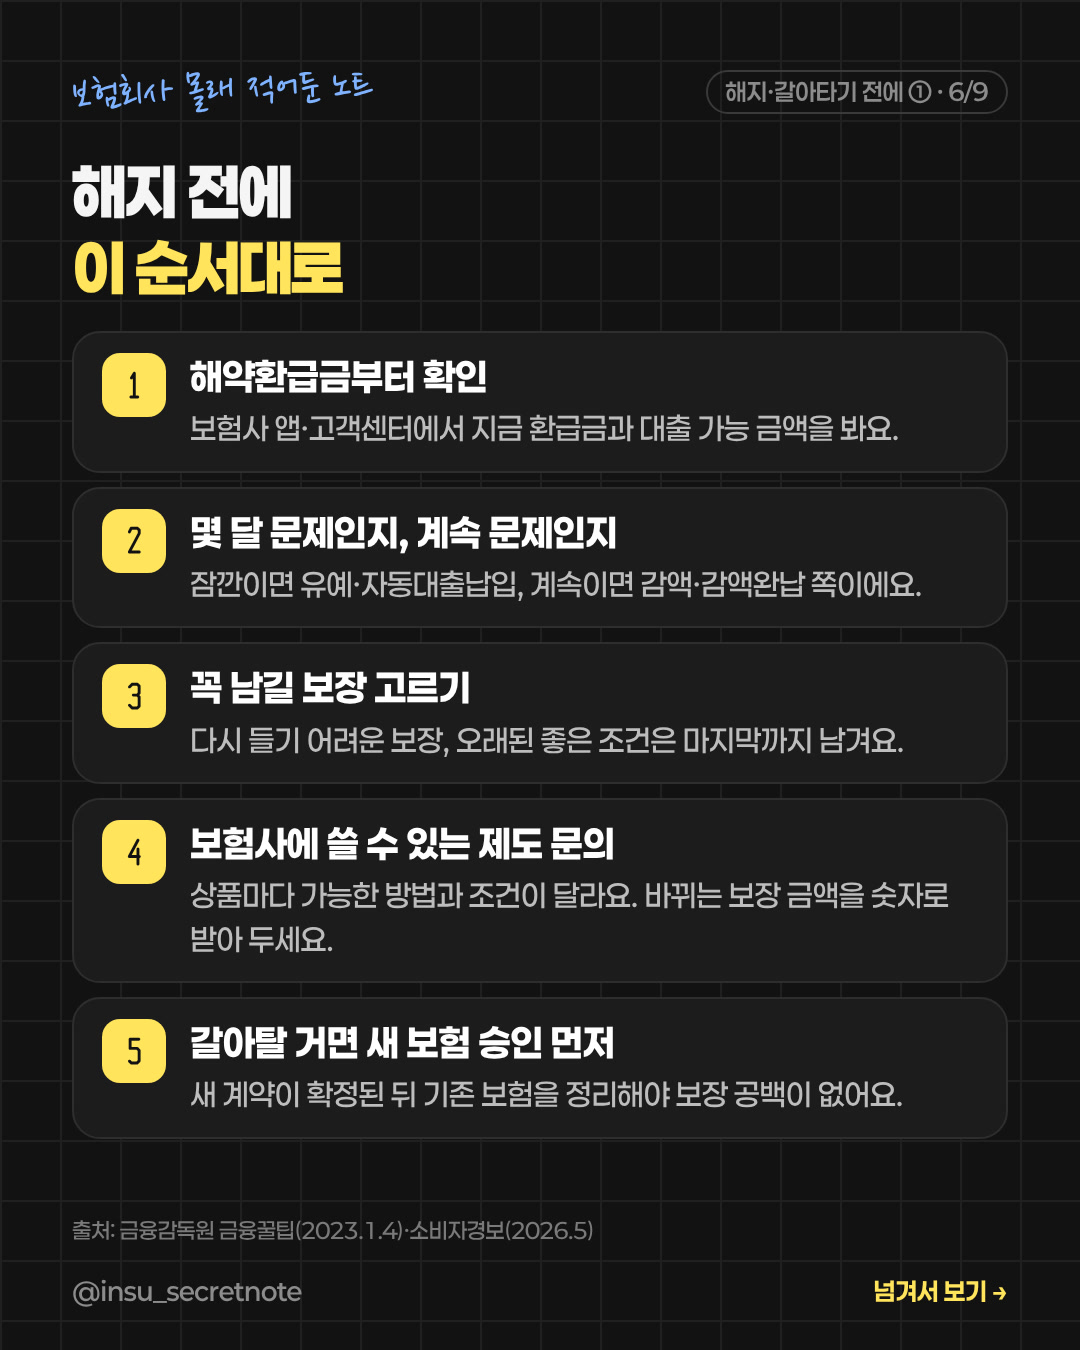 보험회사 몰래 적어둔 노트
해지·갈아타기 전에 ① · 6/9
해지 전에
이 순서대로
1
해약환급금부터 확인
보험사 앱·고객센터에서 지금 환급금과 대출 가능 금액을 봐요.
2
몇 달 문제인지, 계속 문제인지
잠깐이면 유예·자동대출납입, 계속이면 감액·감액완납 쪽이에요.
3
꼭 남길 보장 고르기
다시 들기 어려운 보장, 오래된 좋은 조건은 마지막까지 남겨요.
4
보험사에 쓸 수 있는 제도 문의
상품마다 가능한 방법과 조건이 달라요. 바뀌는 보장 금액을 숫자로
받아 두세요.
5
갈아탈 거면 새 보험 승인 먼저
새 계약이 확정된 뒤 기존 보험을 정리해야 보장 공백이 없어요.
출처: 금융감독원 금융꿀팁(2023.1.4)·소비자경보(2026.5)
@insu_secretnote
넘겨서 보기 →